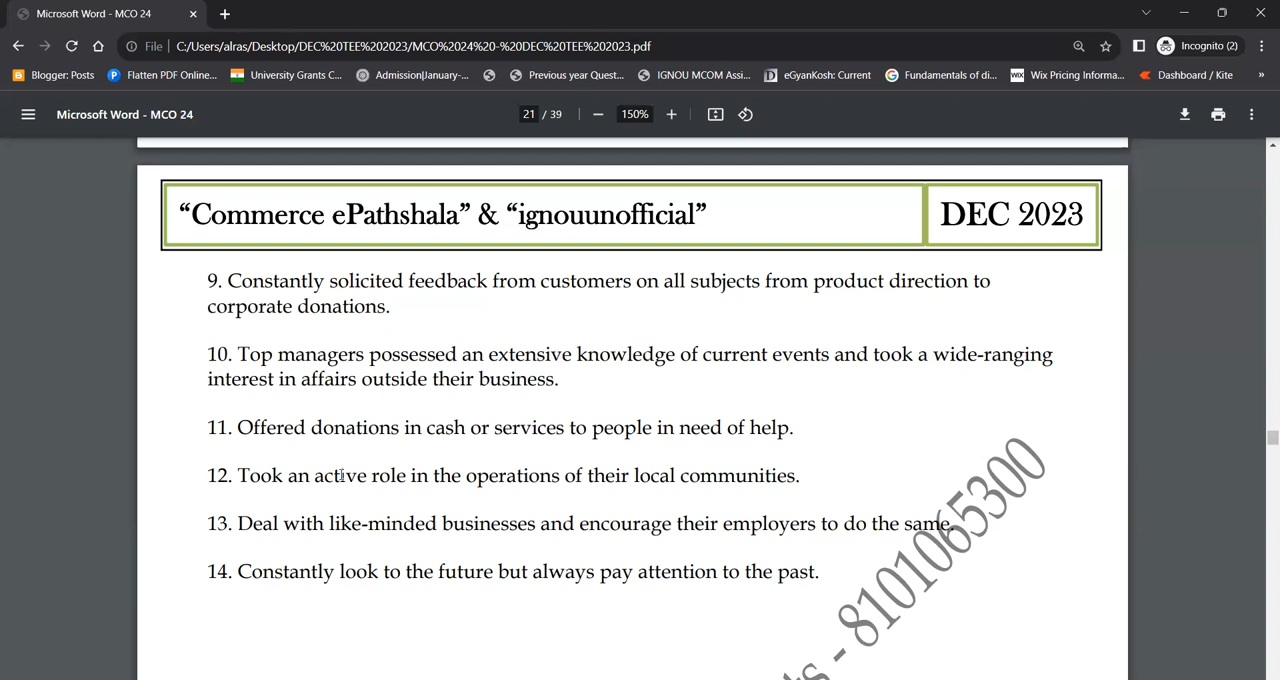 Microsoft Word - MCO 24
File C:/Users/alras/Desktop/DEC%20TEE%202023/MCO%2024%20-%20DEC%20TEE%202023.pdf
Incognito (2)
Blogger: Posts
Flatten PDF Online...
University Grants C...
Admission|January-...
Previous year Quest...
IGNOU MCOM Assi...
eGyanKosh: Current
Fundamentals of di...
Wix Pricing Informa...
Dashboard / Kite
»
Microsoft Word - MCO 24
21 / 39
150%
“Commerce ePathshala” & “ignouunofficial”
DEC 2023
9. Constantly solicited feedback from customers on all subjects from product direction to
corporate donations.
10. Top managers possessed an extensive knowledge of current events and took a wide-ranging
interest in affairs outside their business.
11. Offered donations in cash or services to people in need of help.
12. Took an active role in the operations of their local communities.
13. Deal with like-minded businesses and encourage their employers to do the same.
14. Constantly look to the future but always pay attention to the past.
- 8101065300